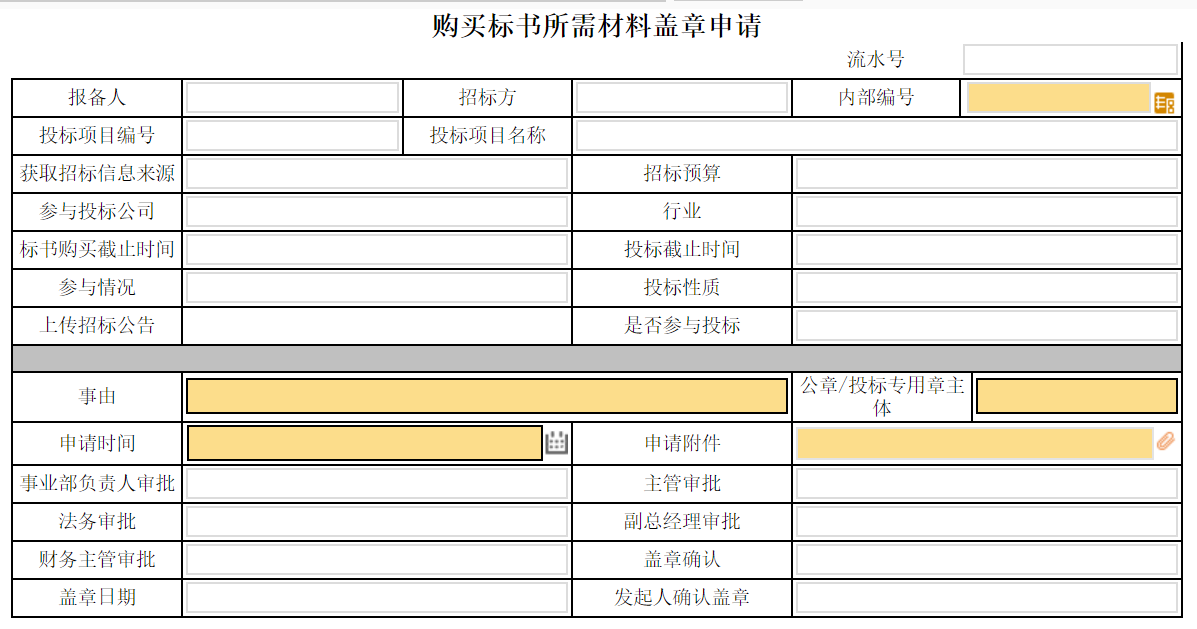 购买标书所需材料盖章申请
流水号
报备人 招标方 内部编号
投标项目编号 投标项目名称
获取招标信息来源 招标预算
参与投标公司 行业
标书购买截止时间 投标截止时间
参与情况 投标性质
上传招标公告 是否参与投标
事由 公章/投标专用章主
体
申请时间 申请附件
事业部负责人审批 主管审批
法务审批 副总经理审批
财务主管审批 盖章确认
盖章日期 发起人确认盖章